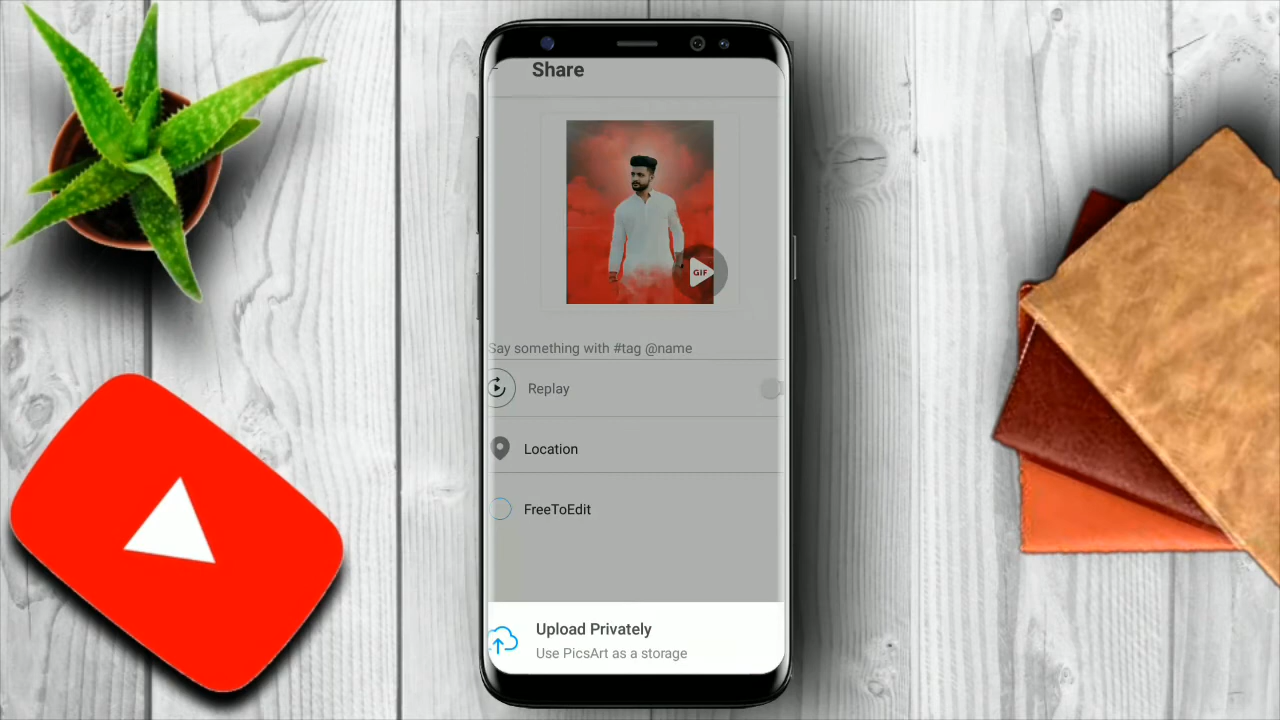 Share
GIF
Say something with #tag @name
Replay
Location
FreeToEdit
Upload Privately
Use PicsArt as a storage